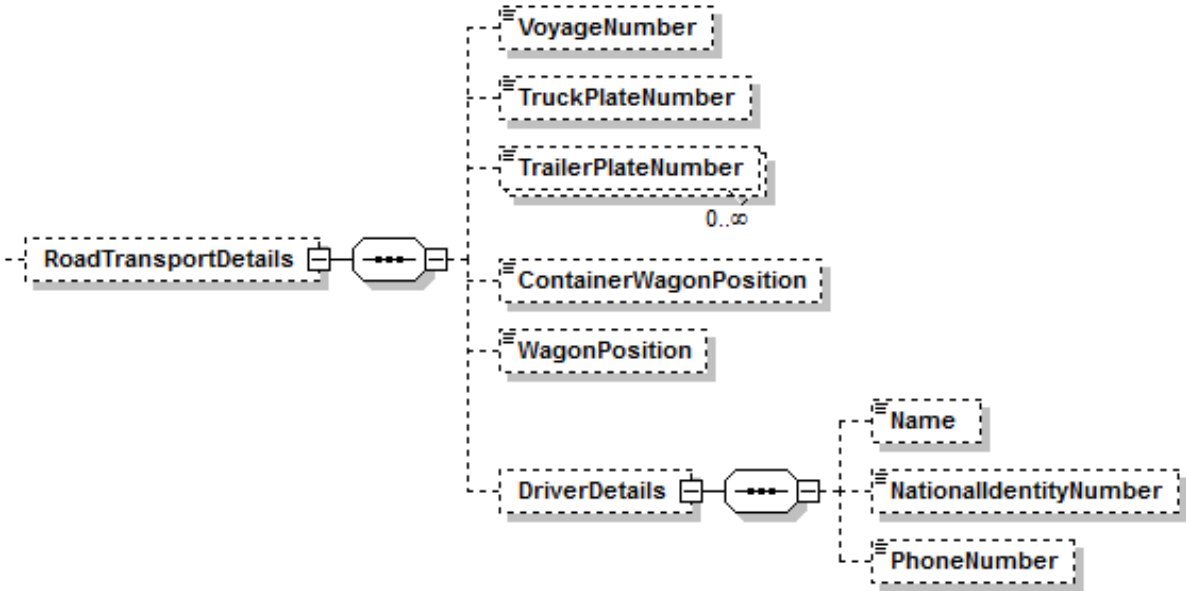 VoyageNumber
TruckPlateNumber
TrailerPlateNumber
0..∞
RoadTransportDetails
ContainerWagonPosition
WagonPosition
DriverDetails
Name
NationalIdentityNumber
PhoneNumber